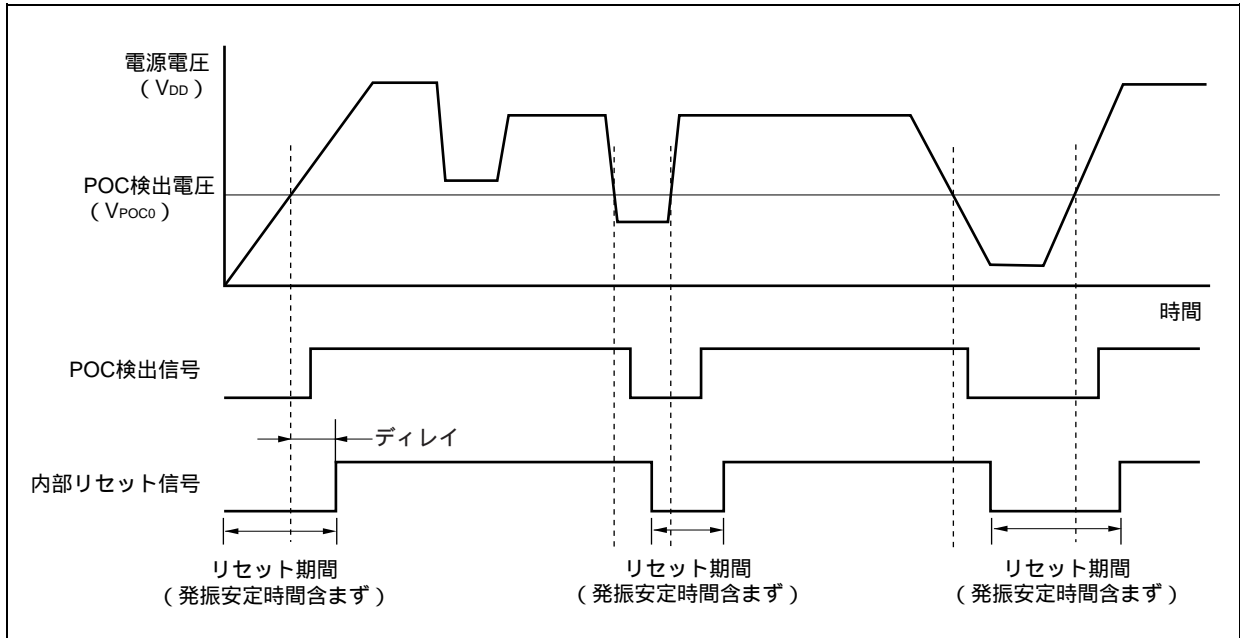 電源電圧
（VDD）
POC検出電圧
（VPOC0）
時間
POC検出信号
ディレイ
内部リセット信号
リセット期間
（発振安定時間含まず）
リセット期間
（発振安定時間含まず）
リセット期間
（発振安定時間含まず）